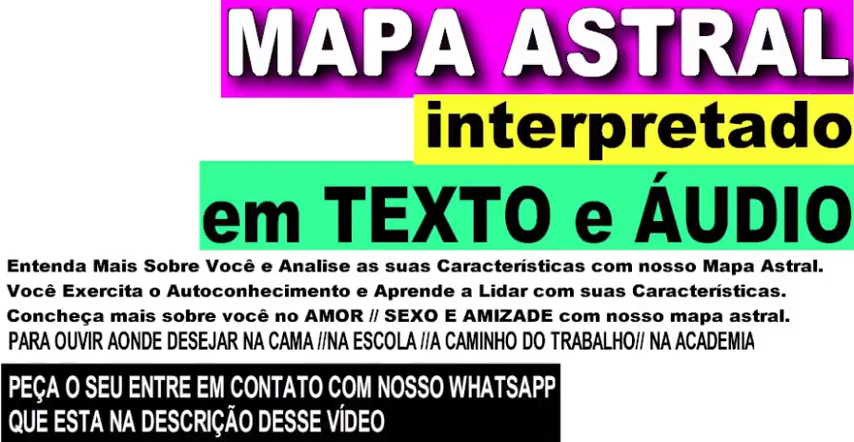 MAPA ASTRAL
interpretado
em TEXTO e ÁUDIO
Entenda Mais Sobre Você e Analise as suas Características com nosso Mapa Astral.
Você Exercita o Autoconhecimento e Aprende a Lidar com suas Características.
Concheça mais sobre você no AMOR // SEXO E AMIZADE com nosso mapa astral.
PARA OUVIR AONDE DESEJAR NA CAMA //NA ESCOLA //A CAMINHO DO TRABALHO// NA ACADEMIA
PEÇA O SEU ENTRE EM CONTATO COM NOSSO WHATSAPP
QUE ESTA NA DESCRIÇÃO DESSE VÍDEO